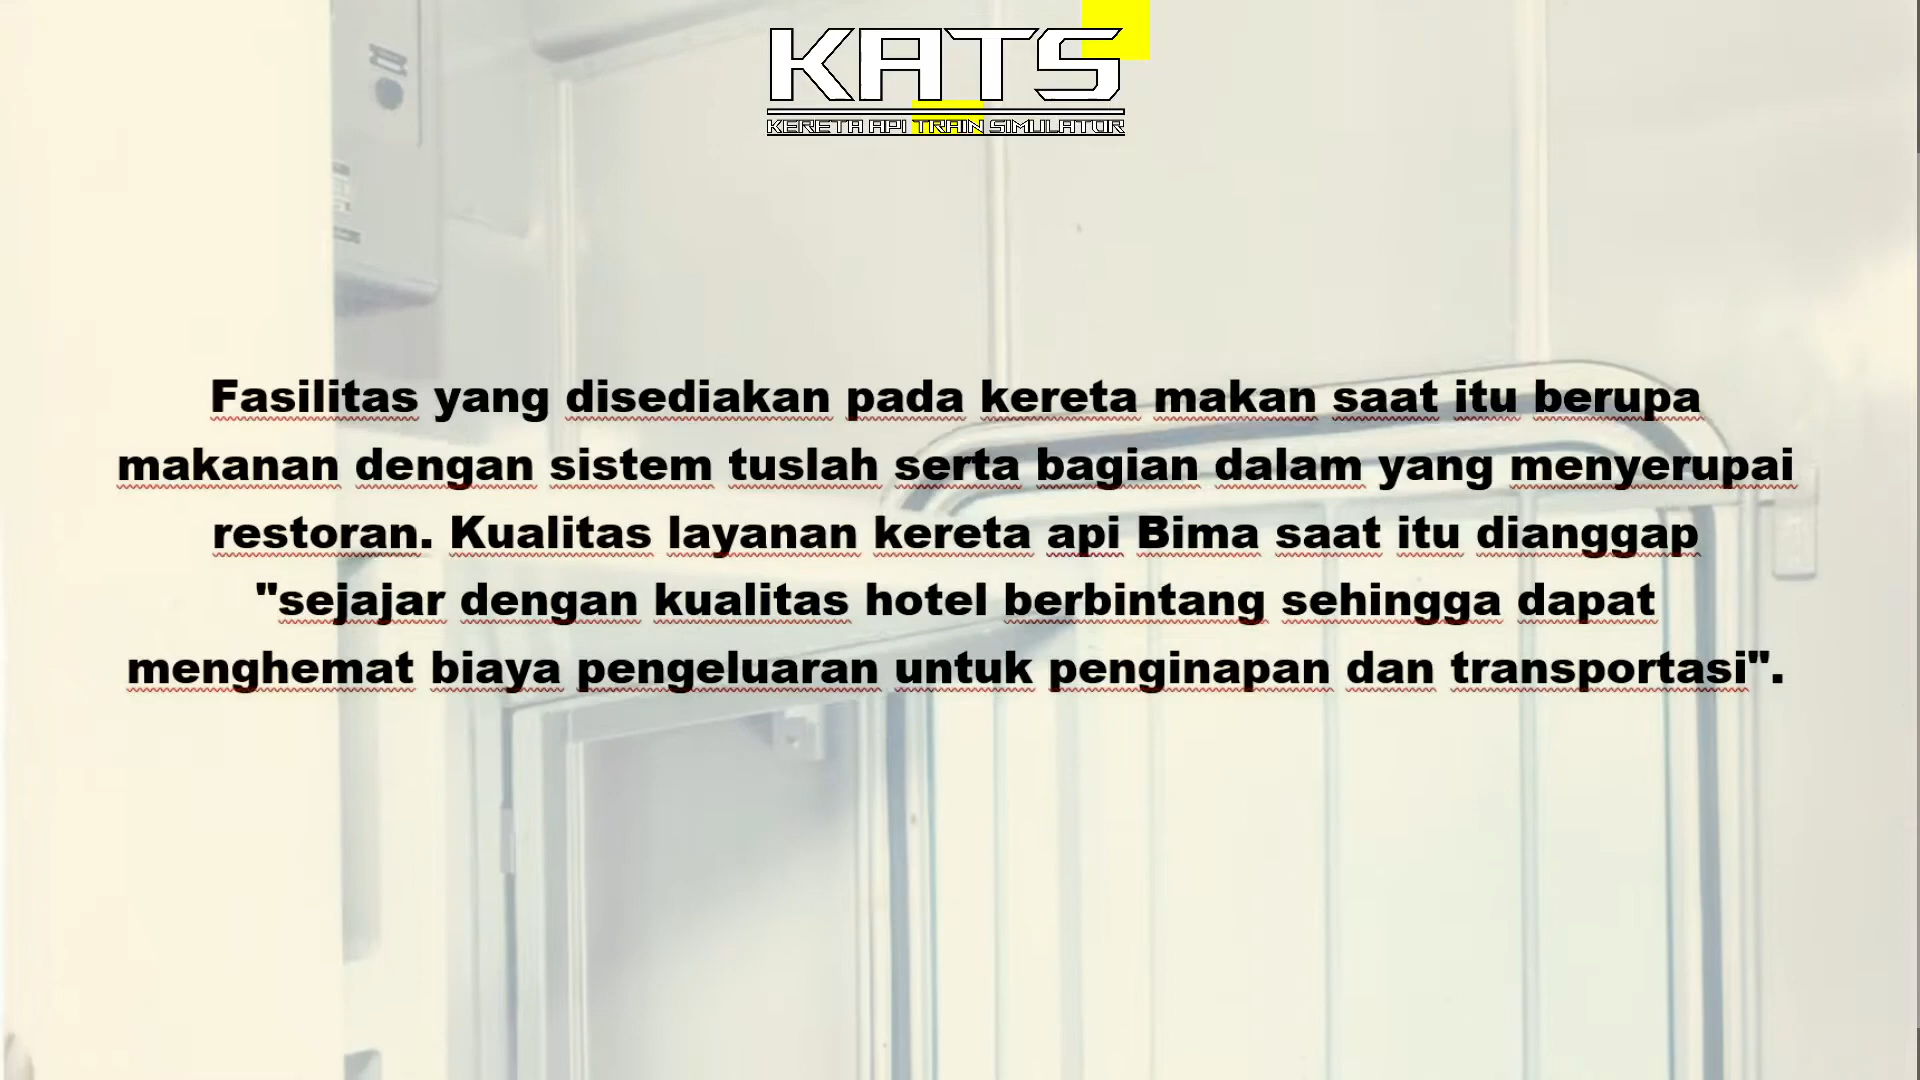 KATS
KERETA API TRAIN SIMULATOR
Fasilitas yang disediakan pada kereta makan saat itu berupa
makanan dengan sistem tuslah serta bagian dalam yang menyerupai
restoran. Kualitas layanan kereta api Bima saat itu dianggap
"sejajar dengan kualitas hotel berbintang sehingga dapat
menghemat biaya pengeluaran untuk penginapan dan transportasi".